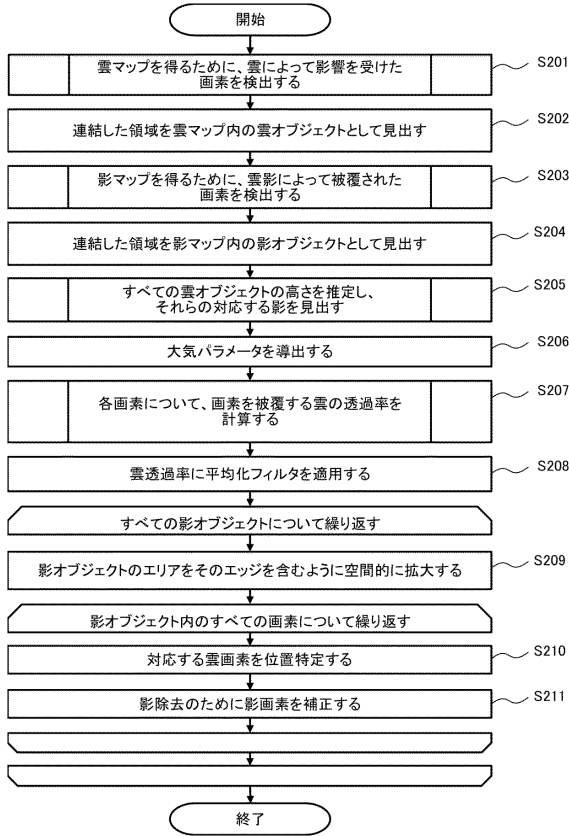 開始
雲マップを得るために、雲によって影響を受けた
画素を検出する
S201
連結した領域を雲マップ内の雲オブジェクトとして見出す
S202
影マップを得るために、雲影によって被覆された
画素を検出する
S203
連結した領域を影マップ内の影オブジェクトとして見出す
S204
すべての雲オブジェクトの高さを推定し、
それらの対応する影を見出す
S205
大気パラメータを導出する
S206
各画素について、画素を被覆する雲の透過率を
計算する
S207
雲透過率に平均化フィルタを適用する
S208
すべての影オブジェクトについて繰り返す
影オブジェクトのエリアをそのエッジを含むように空間的に拡大する
S209
影オブジェクト内のすべての画素について繰り返す
対応する雲画素を位置特定する
S210
影除去のために影画素を補正する
S211
終了